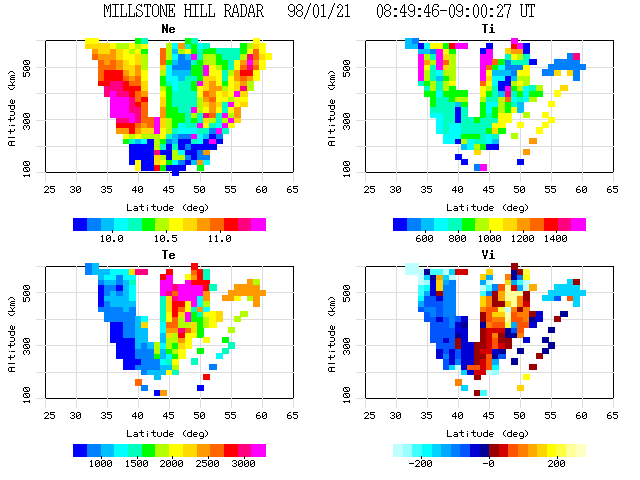 MILLSTONE HILL RADAR 98/01/21 08:49:46-09:00:27 UT
Ne Ti
Altitude (km) 500 300 100 Altitude (km) 500 300 100
25 30 35 40 45 50 55 60 65 25 30 35 40 45 50 55 60 65
Latitude (deg) Latitude (deg)
10.0 10.5 11.0 600 800 1000 1200 1400
Te Vi
Altitude (km) 500 300 100 Altitude (km) 500 300 100
25 30 35 40 45 50 55 60 65 25 30 35 40 45 50 55 60 65
Latitude (deg) Latitude (deg)
1000 1500 2000 2500 3000 -200 -0 200